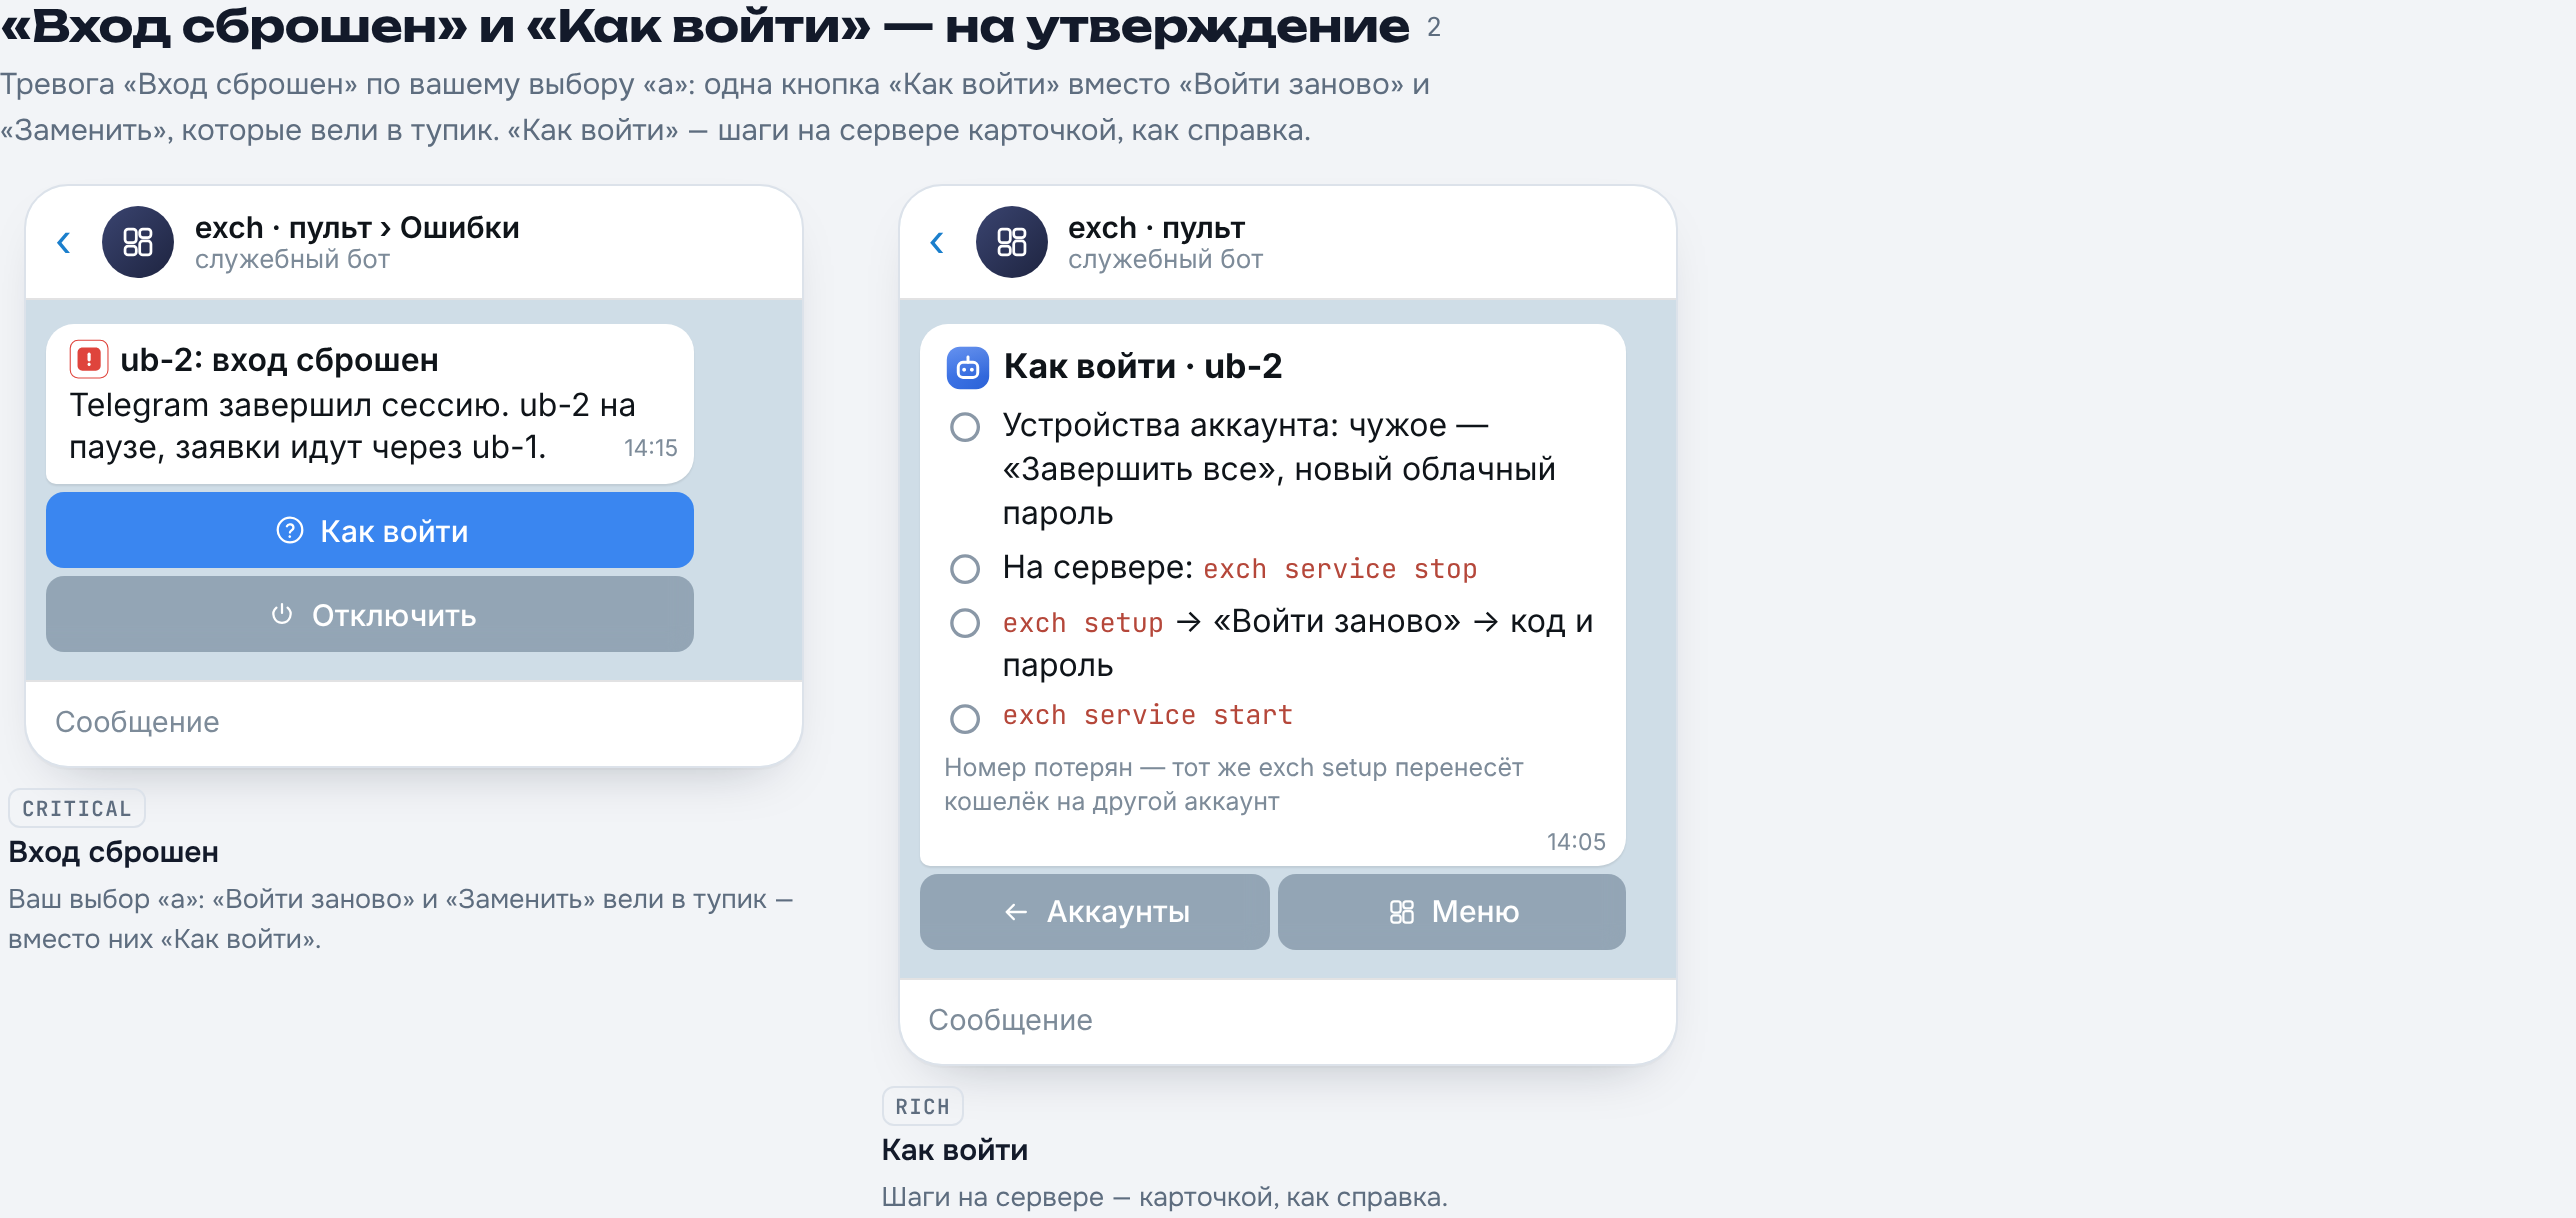 «Вход сброшен» и «Как войти» — на утверждение 2
Тревога «Вход сброшен» по вашему выбору «а»: одна кнопка «Как войти» вместо «Войти заново» и
«Заменить», которые вели в тупик. «Как войти» — шаги на сервере карточкой, как справка.
exch · пульт › Ошибки
служебный бот
ub-2: вход сброшен
Telegram завершил сессию. ub-2 на
паузе, заявки идут через ub-1.
14:15
Как войти
Отключить
Сообщение
CRITICAL
Вход сброшен
Ваш выбор «а»: «Войти заново» и «Заменить» вели в тупик —
вместо них «Как войти».
exch · пульт
служебный бот
Как войти · ub-2
Устройства аккаунта: чужое —
«Завершить все», новый облачный
пароль
На сервере: exch service stop
exch setup → «Войти заново» → код и
пароль
exch service start
Номер потерян — тот же exch setup перенесёт
кошелёк на другой аккаунт
14:05
← Аккаунты
Меню
Сообщение
RICH
Как войти
Шаги на сервере — карточкой, как справка.